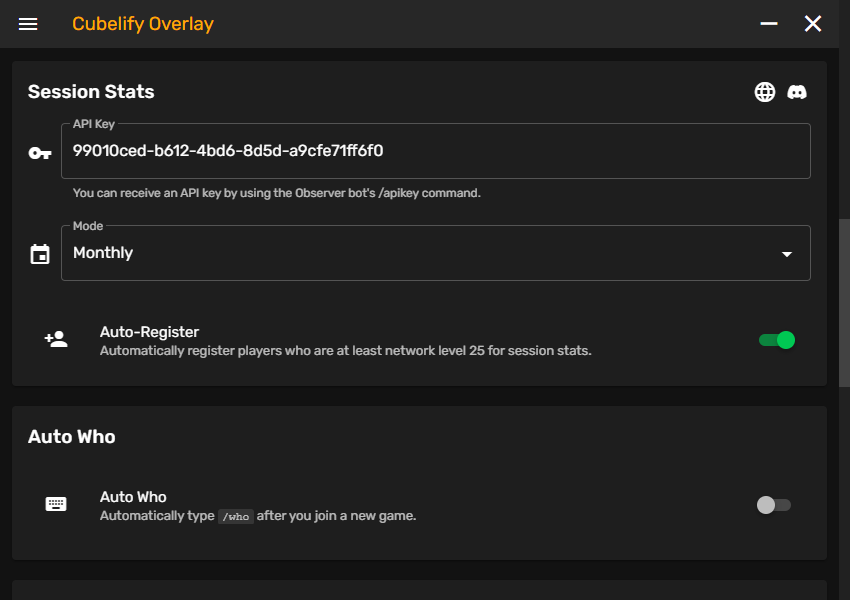 Cubelify Overlay
Session Stats
API Key
99010ced-b612-4bd6-8d5d-a9cfe71ff6f0
You can receive an API key by using the Observer bot's /apikey command.
Mode
Monthly
Auto-Register
Automatically register players who are at least network level 25 for session stats.
Auto Who
Auto Who
Automatically type /who after you join a new game.